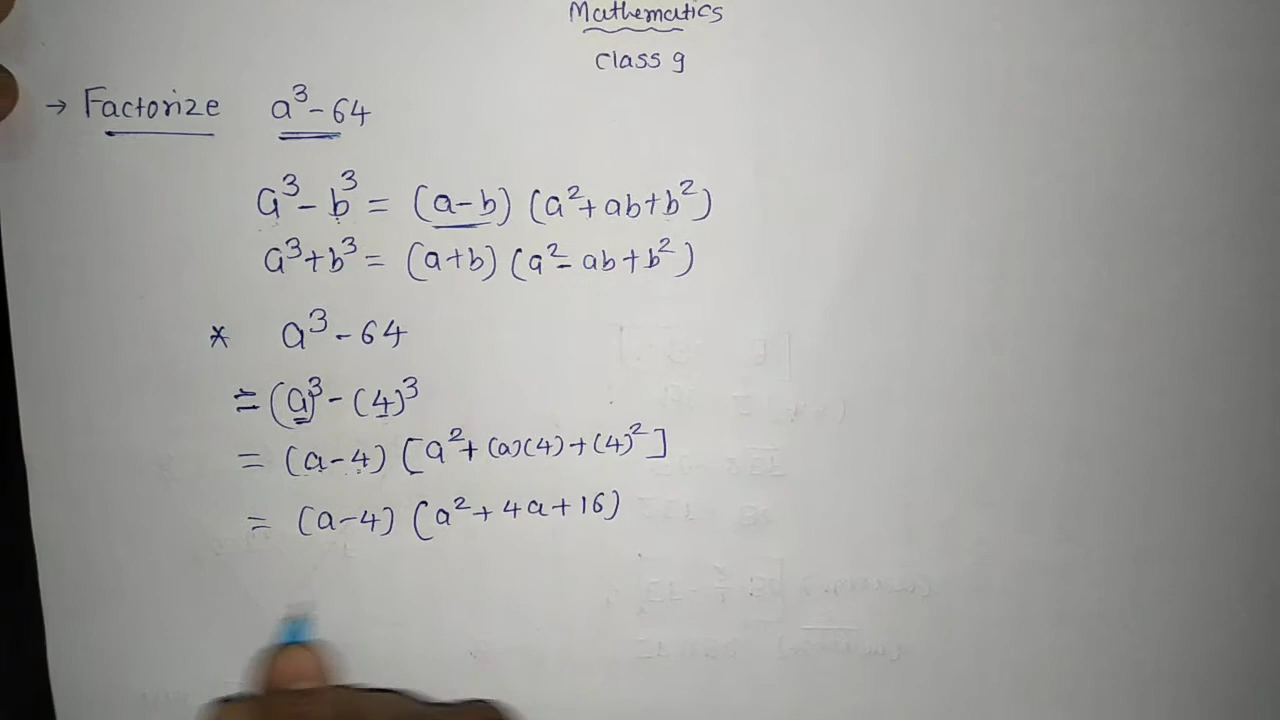 Mathematics
Class 9
→ Factorize a³-64
a³-b³ = (a-b) (a²+ab+b²)
a³+b³ = (a+b) (a²-ab+b²)
* a³-64
= (a)³-(4)³
= (a-4) [a²+(a)(4)+(4)²]
= (a-4) (a²+4a+16)